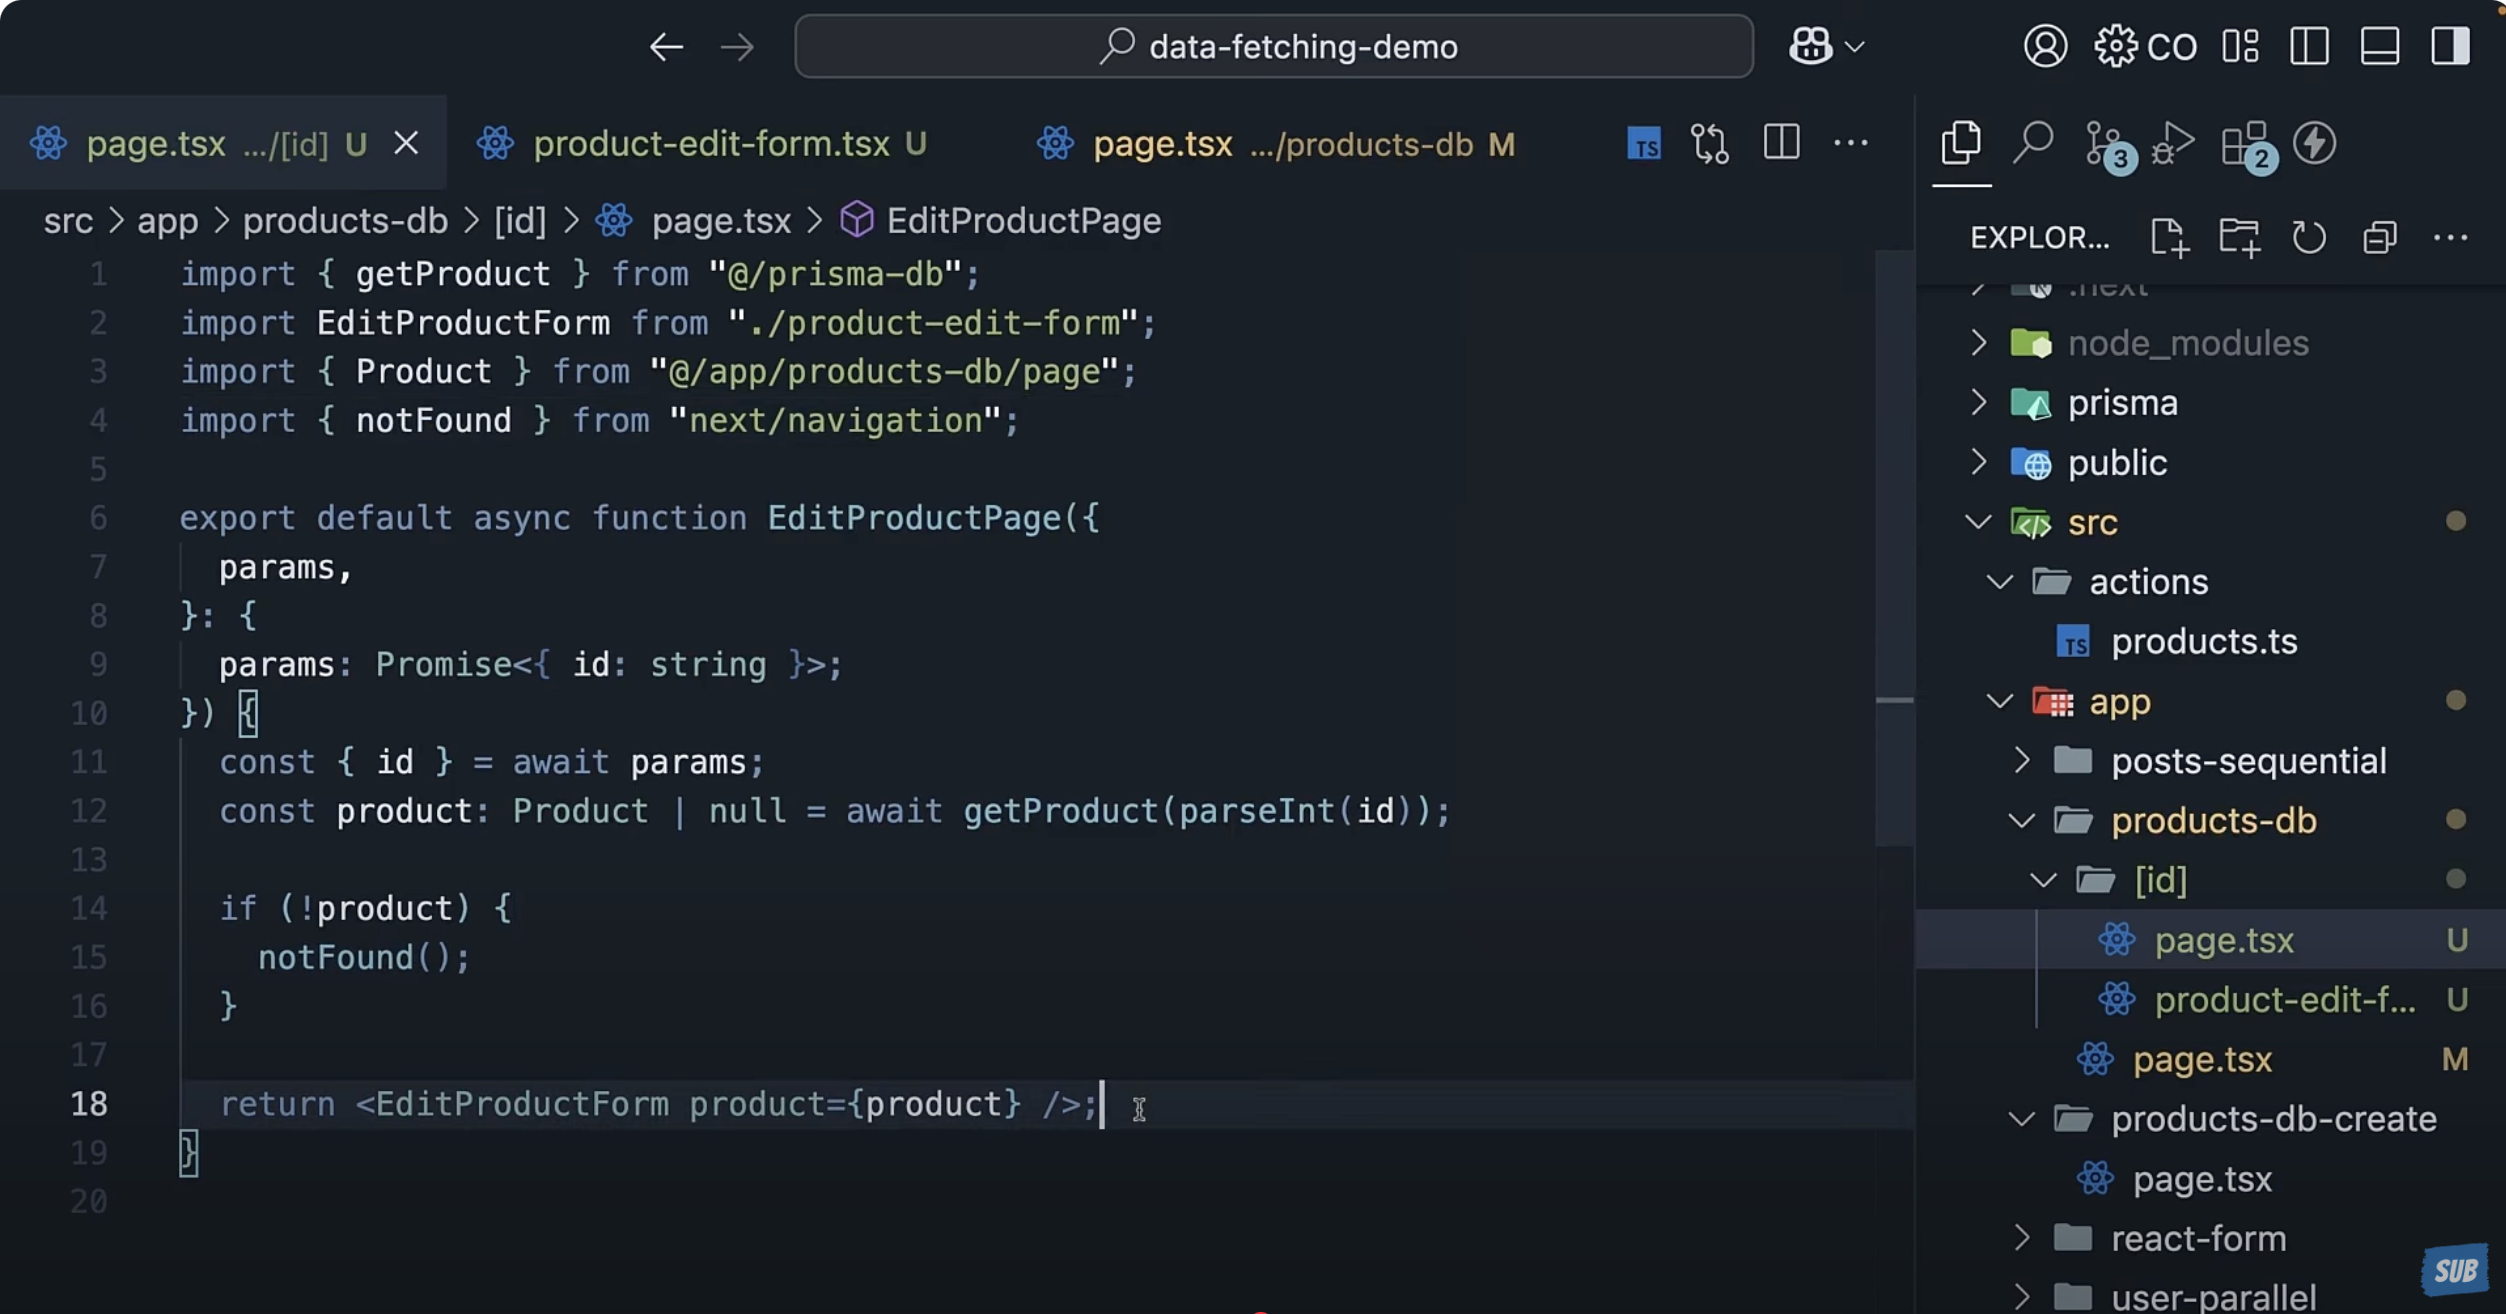 data-fetching-demo
CO
page.tsx .../[id] U
product-edit-form.tsx U
page.tsx .../products-db M
TS
3
2
src > app > products-db > [id] > page.tsx > EditProductPage
1 import { getProduct } from "@/prisma-db";
2 import EditProductForm from "./product-edit-form";
3 import { Product } from "@/app/products-db/page";
4 import { notFound } from "next/navigation";
5
6 export default async function EditProductPage({
7   params,
8 }: {
9   params: Promise<{ id: string }>;
10 }) {
11   const { id } = await params;
12   const product: Product | null = await getProduct(parseInt(id));
13
14   if (!product) {
15     notFound();
16   }
17
18   return <EditProductForm product={product} />;
19 }
20
EXPLOR...
.next
node_modules
prisma
public
src
actions
TS products.ts
app
posts-sequential
products-db
[id]
page.tsx U
product-edit-f... U
page.tsx M
products-db-create
page.tsx
react-form
user-parallel
SUB